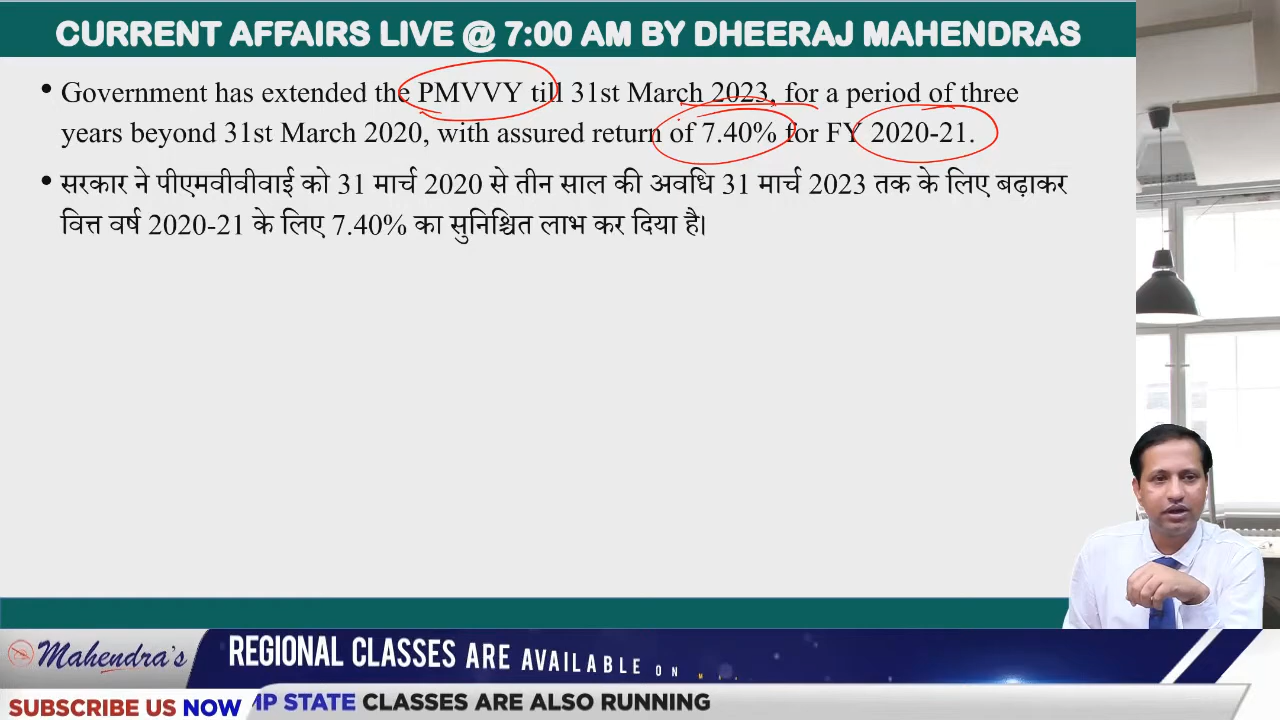 CURRENT AFFAIRS LIVE @ 7:00 AM BY DHEERAJ MAHENDRAS
• Government has extended the PMVVY till 31st March 2023, for a period of three
years beyond 31st March 2020, with assured return of 7.40% for FY 2020-21.
• सरकार ने पीएमवीवीवाई को 31 मार्च 2020 से तीन साल की अवधि 31 मार्च 2023 तक के लिए बढ़ाकर
वित्त वर्ष 2020-21 के लिए 7.40% का सुनिश्चित लाभ कर दिया है।
Mahendra's
REGIONAL CLASSES ARE AVAILABLE ON
SUBSCRIBE US NOW
MP STATE CLASSES ARE ALSO RUNNING